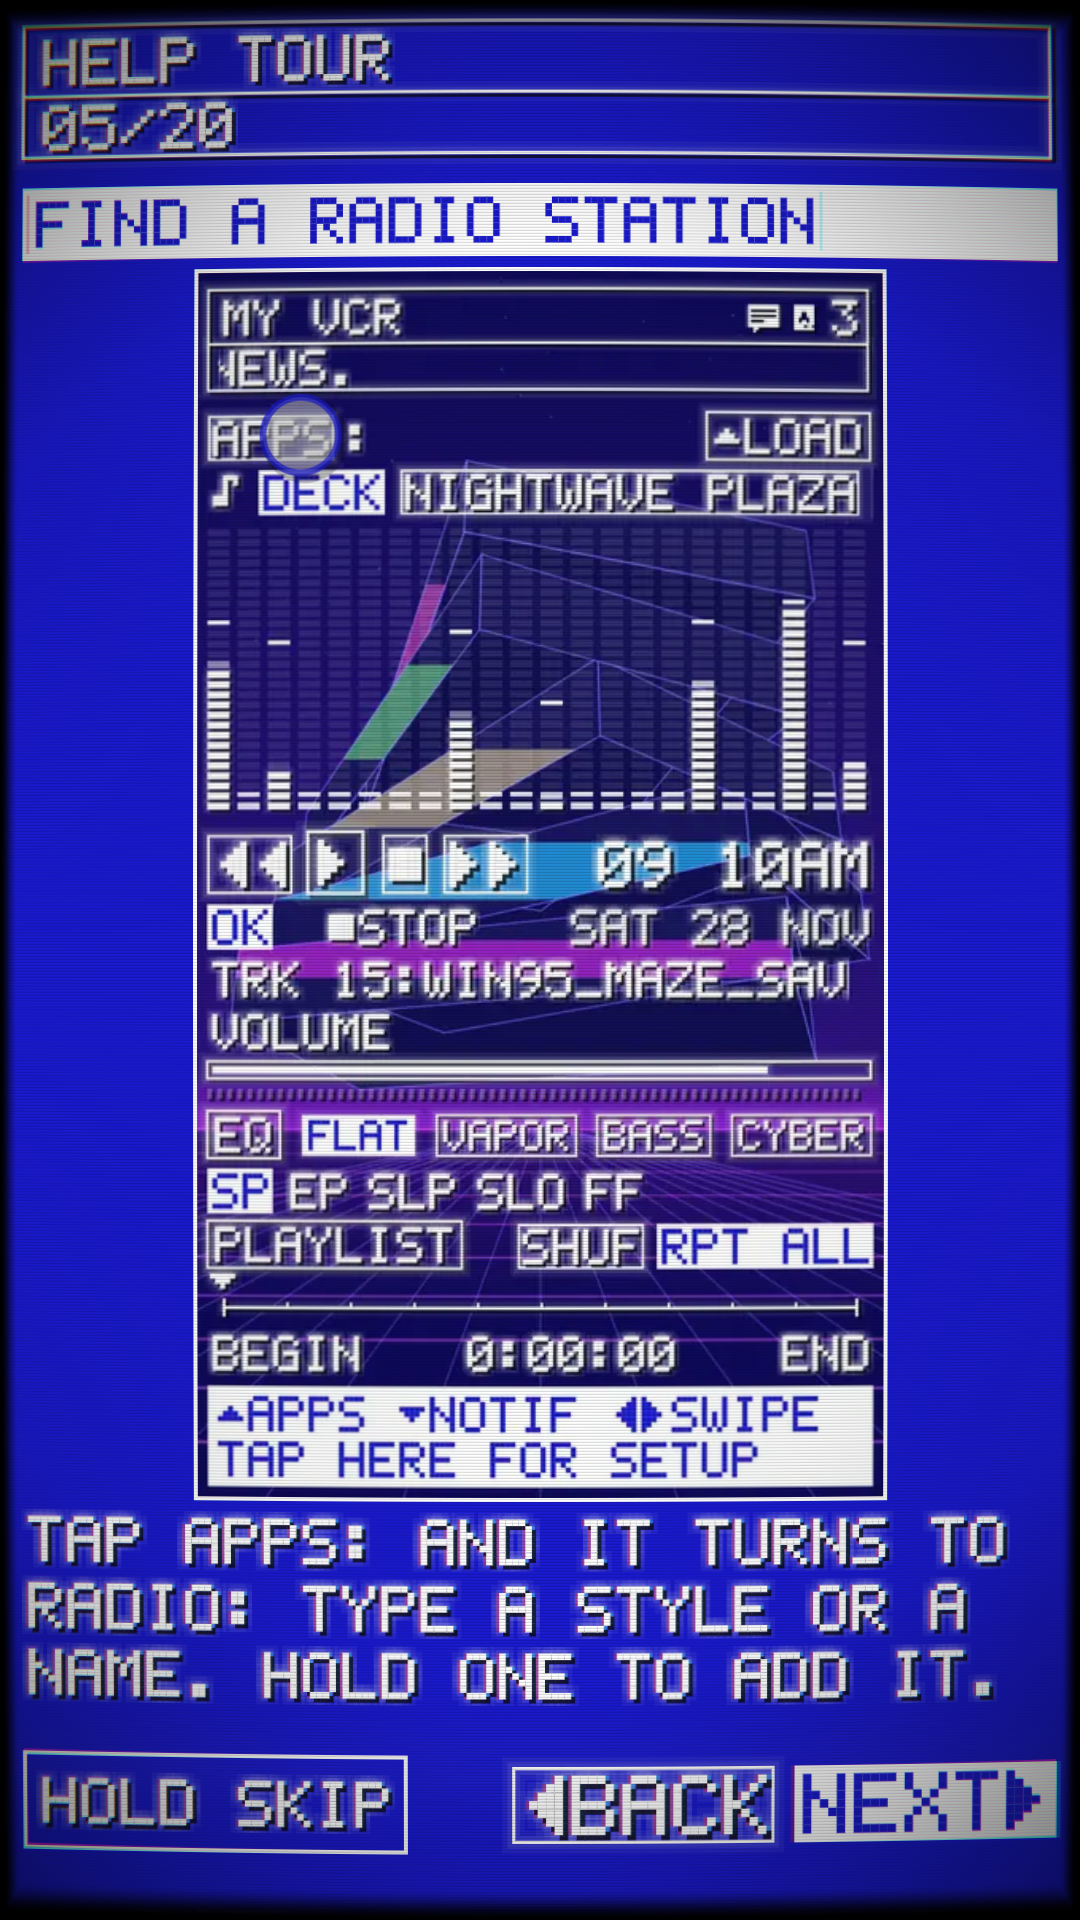 HELP TOUR
05/20
FIND A RADIO STATION
MY VCR 3
NEWS.
APPS: ▲LOAD
♪ DECK NIGHTWAVE PLAZA
09 10AM
OK ■STOP SAT 28 NOV
TRK 15:WIN95_MAZE_SAV
VOLUME
EQ FLAT VAPOR BASS CYBER
SP EP SLP SLO FF
PLAYLIST SHUF RPT ALL
BEGIN 0:00:00 END
▲APPS ▼NOTIF ◀▶SWIPE
TAP HERE FOR SETUP
TAP APPS: AND IT TURNS TO
RADIO: TYPE A STYLE OR A
NAME. HOLD ONE TO ADD IT.
HOLD SKIP ◀BACK NEXT▶